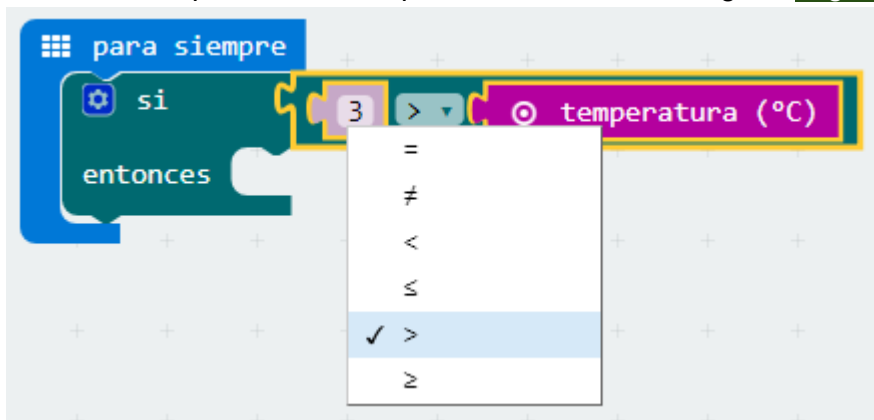 para siempre
si 3 > temperatura (°C)
entonces
=
≠
<
≤
✓ >
≥